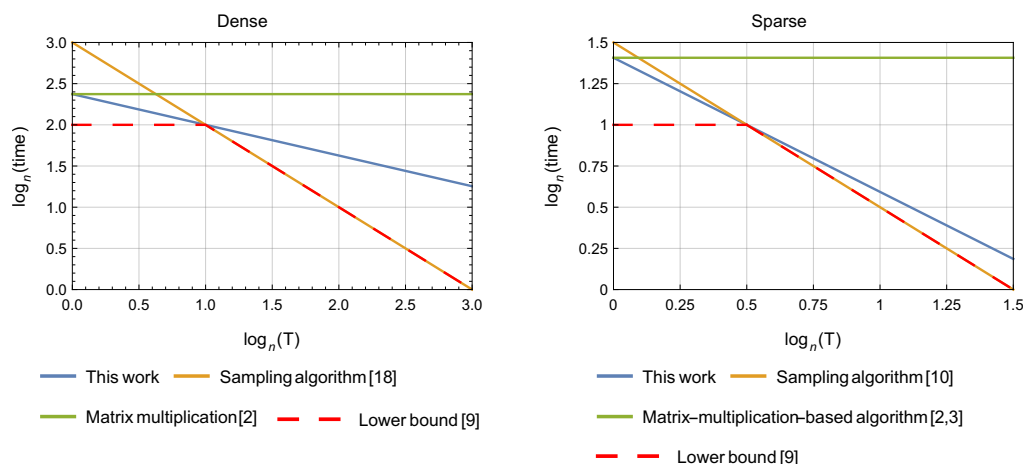 Dense
3.0
2.5
2.0
1.5
1.0
0.5
0.0
log_n(time)
0.0 0.5 1.0 1.5 2.0 2.5 3.0
log_n(T)
This work Sampling algorithm[18]
Matrix multiplication[2] Lower bound[9]
Sparse
1.5
1.25
1
0.75
0.5
0.25
0
log_n(time)
0 0.25 0.5 0.75 1 1.25 1.5
log_n(T)
This work Sampling algorithm[10]
Matrix–multiplication–based algorithm[2,3]
Lower bound[9]